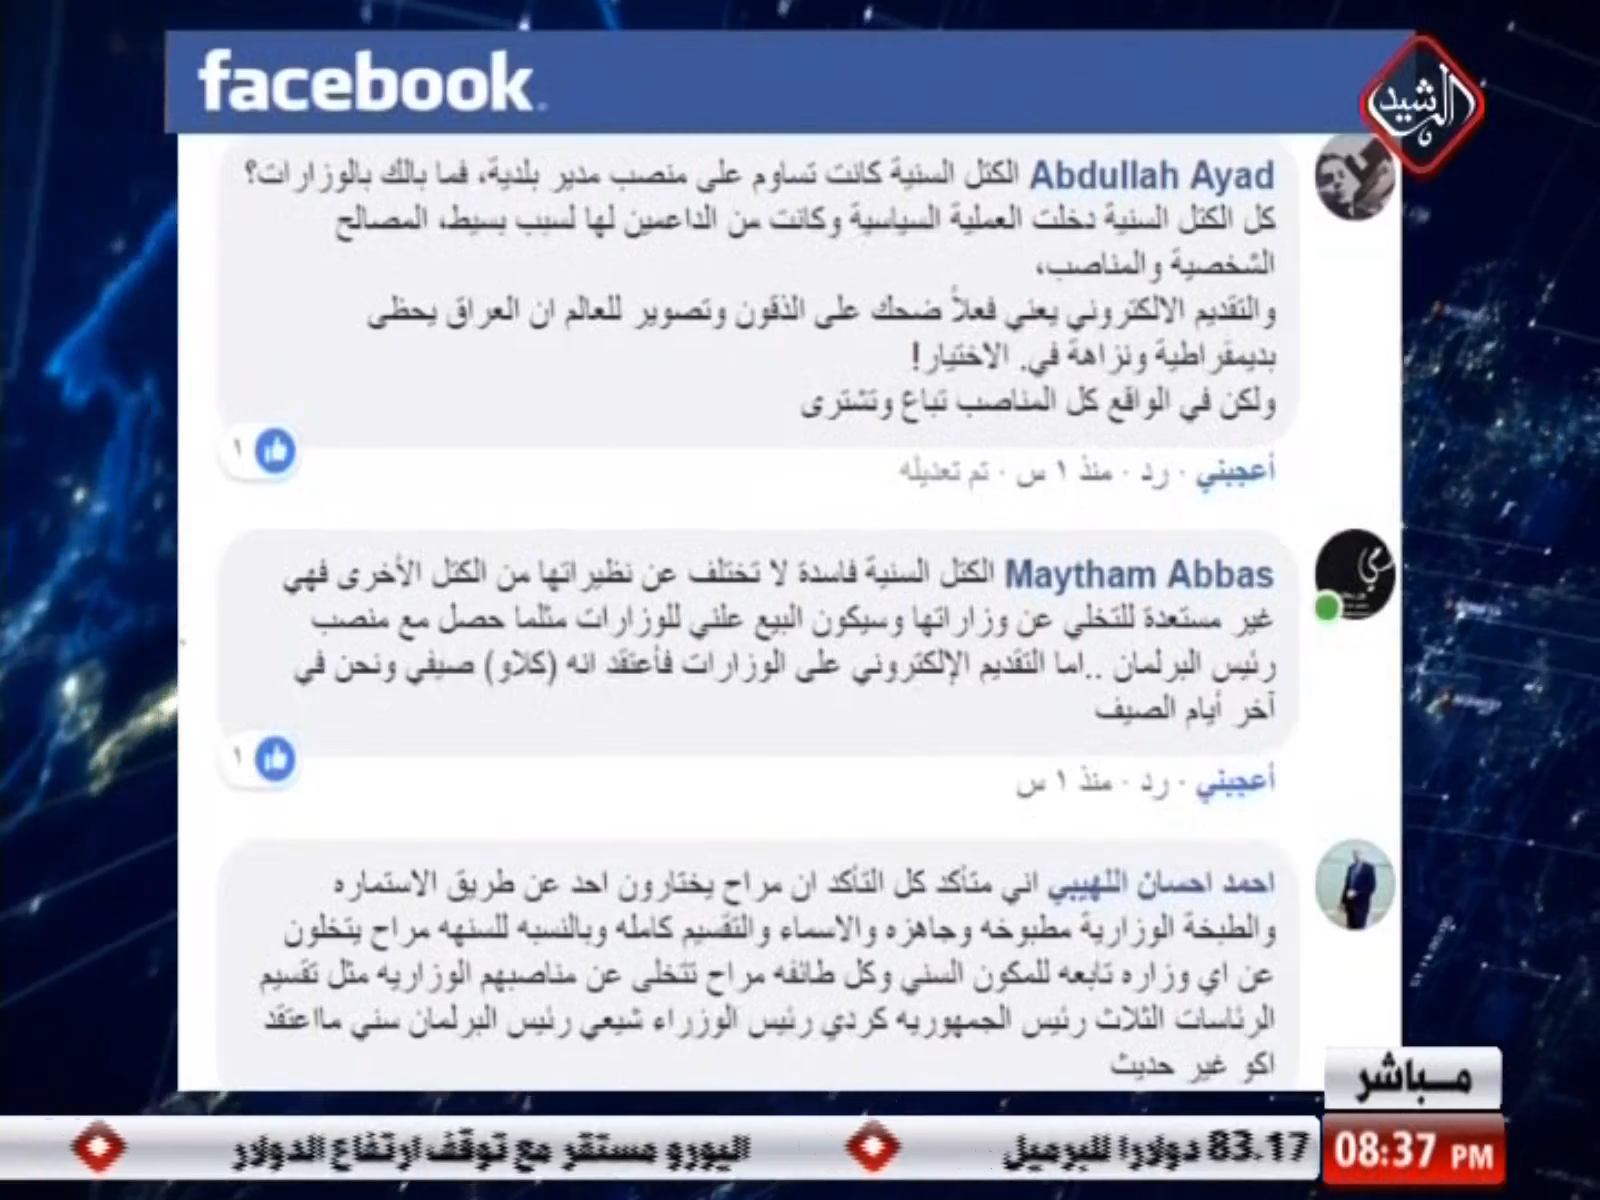 facebook
الرشيد
Abdullah Ayad الكتل السنية كانت تساوم على منصب مدير بلدية، فما بالك بالوزارات؟
كل الكتل السنية دخلت العملية السياسية وكانت من الداعمين لها لسبب بسيط، المصالح
الشخصية والمناصب،
والتقديم الالكتروني يعني فعلاً ضحك على الذقون وتصوير للعالم ان العراق يحظى
بديمقراطية ونزاهة في. الاختيار!
ولكن في الواقع كل المناصب تباع وتشترى
١
أعجبني · رد · منذ ١ س · تم تعديله
Maytham Abbas الكتل السنية فاسدة لا تختلف عن نظيراتها من الكتل الأخرى فهي
غير مستعدة للتخلي عن وزاراتها وسيكون البيع علني للوزارات مثلما حصل مع منصب
رئيس البرلمان ..اما التقديم الإلكتروني على الوزارات فأعتقد انه (كلاو) صيفي ونحن في
آخر أيام الصيف
١
أعجبني · رد · منذ ١ س
احمد احسان اللهيبي اني متأكد كل التأكد ان مراح يختارون احد عن طريق الاستماره
والطبخة الوزارية مطبوخه وجاهزه والاسماء والتقسيم كامله وبالنسبه للسنهه مراح يتخلون
عن اي وزاره تابعه للمكون السني وكل طائفه مراح تتخلى عن مناصبهم الوزاريه مثل تقسيم
الرئاسات الثلاث رئيس الجمهوريه كردي رئيس الوزراء شيعي رئيس البرلمان سني مااعتقد
اكو غير حديث
مباشر
08:37 PM
83.17 دولارا للبرميل
اليورو مستقر مع توقف ارتفاع الدولار